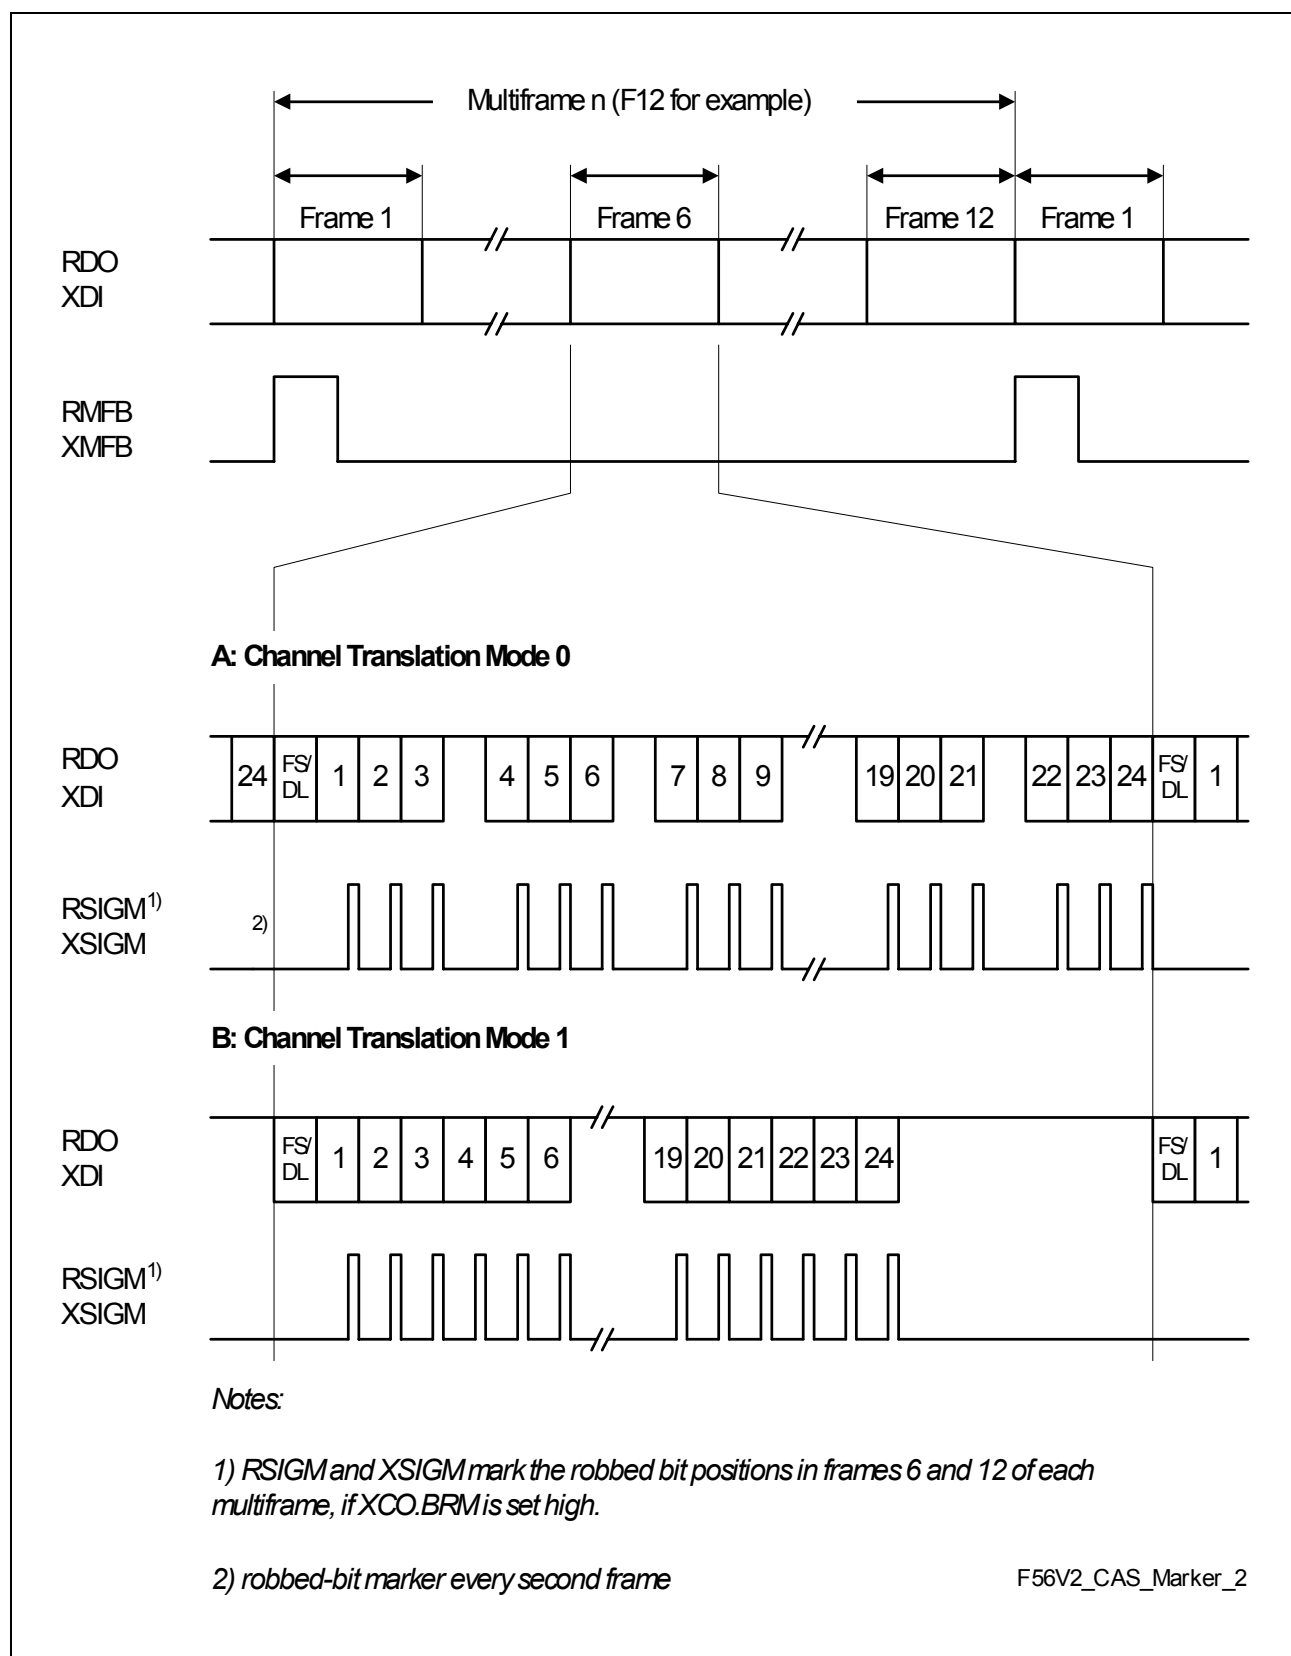 Multiframe n (F12 for example)
Frame 1 Frame 6 Frame 12 Frame 1
RDO
XDI
RMFB
XMFB
A: Channel Translation Mode 0
RDO
XDI
24 FS/DL 1 2 3 4 5 6 7 8 9 19 20 21 22 23 24 FS/DL 1
RSIGM1)
XSIGM
2)
B: Channel Translation Mode 1
RDO
XDI
FS/DL 1 2 3 4 5 6 19 20 21 22 23 24 FS/DL 1
RSIGM1)
XSIGM
Notes:
1) RSIGM and XSIGM mark the robbed bit positions in frames 6 and 12 of each
multiframe, if XCO.BRM is set high.
2) robbed-bit marker every second frame
F56V2_CAS_Marker_2